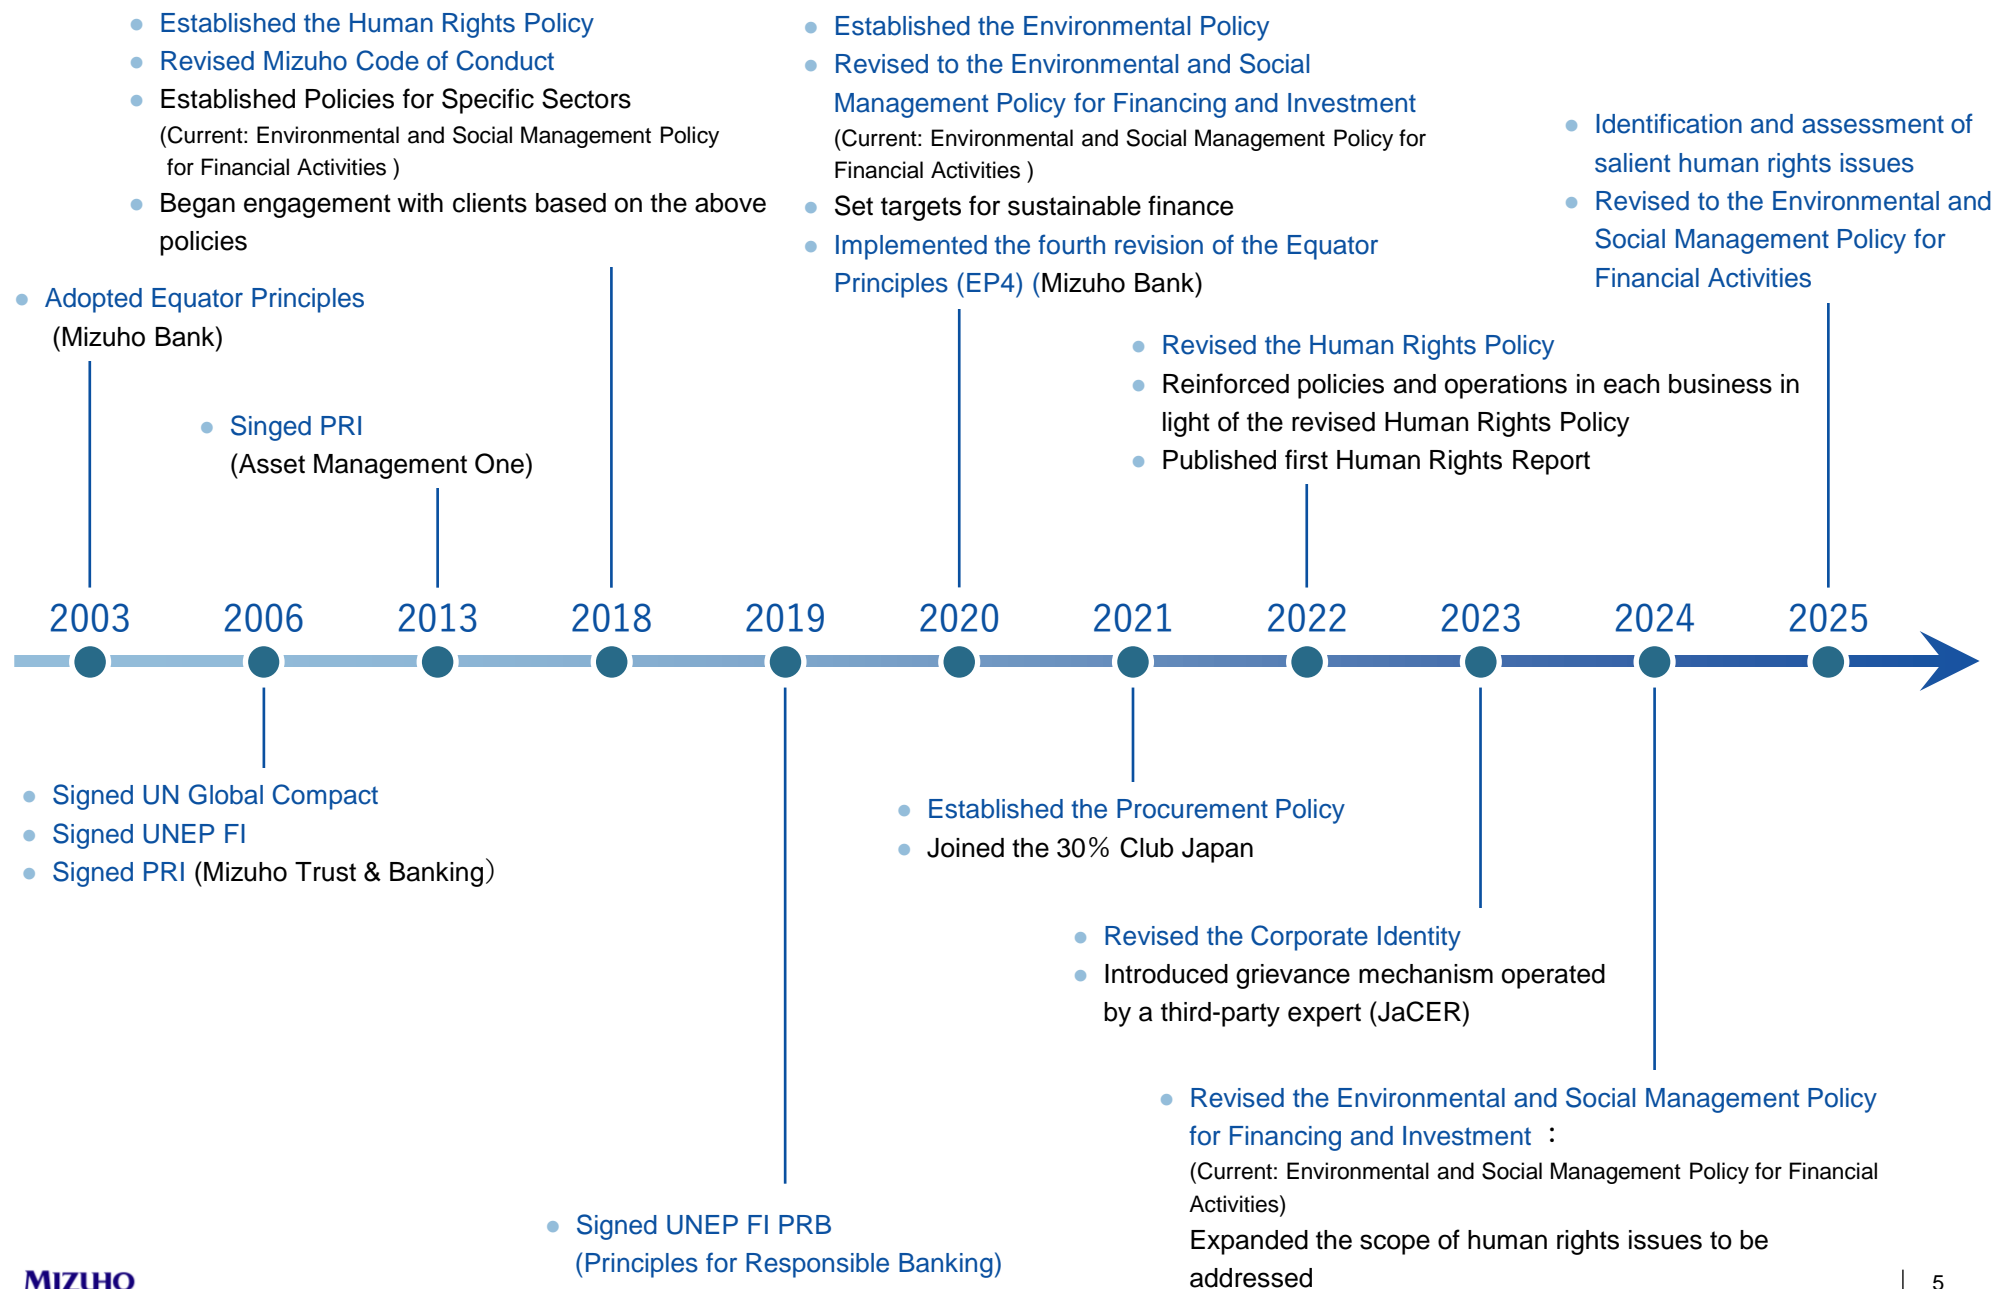 Established the Human Rights Policy
Revised Mizuho Code of Conduct
Established Policies for Specific Sectors
(Current: Environmental and Social Management Policy
for Financial Activities )
Began engagement with clients based on the above
policies
Established the Environmental Policy
Revised to the Environmental and Social
Management Policy for Financing and Investment
(Current: Environmental and Social Management Policy for
Financial Activities )
Set targets for sustainable finance
Implemented the fourth revision of the Equator
Principles (EP4) (Mizuho Bank)
Identification and assessment of
salient human rights issues
Revised to the Environmental and
Social Management Policy for
Financial Activities
Adopted Equator Principles
(Mizuho Bank)
Singed PRI
(Asset Management One)
Revised the Human Rights Policy
Reinforced policies and operations in each business in
light of the revised Human Rights Policy
Published first Human Rights Report
2003 2006 2013 2018 2019 2020 2021 2022 2023 2024 2025
Signed UN Global Compact
Signed UNEP FI
Signed PRI (Mizuho Trust & Banking）
Established the Procurement Policy
Joined the 30％ Club Japan
Revised the Corporate Identity
Introduced grievance mechanism operated
by a third-party expert (JaCER)
Revised the Environmental and Social Management Policy
for Financing and Investment ：
(Current: Environmental and Social Management Policy for Financial
Activities)
Expanded the scope of human rights issues to be
addressed
Signed UNEP FI PRB
(Principles for Responsible Banking)
MIZUHO
5